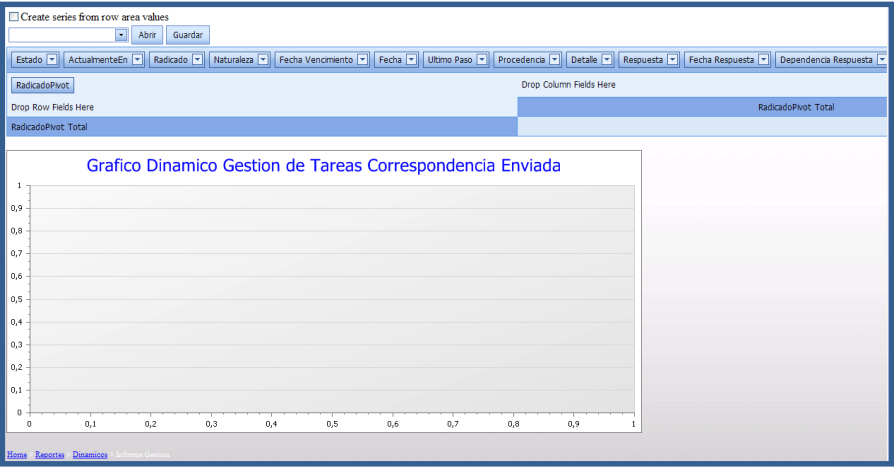 Create series from row area values
Abrir Guardar
Estado ActualmenteEn Radicado Naturaleza Fecha Vencimiento Fecha Ultimo Paso Procedencia Detalle Respuesta Fecha Respuesta Dependencia Respuesta
RadicadoPivot Drop Column Fields Here
Drop Row Fields Here RadicadoPivot Total
RadicadoPivot Total
Grafico Dinamico Gestion de Tareas Correspondencia Enviada
1
0,9
0,8
0,7
0,6
0,5
0,4
0,3
0,2
0,1
0
0 0,1 0,2 0,3 0,4 0,5 0,6 0,7 0,8 0,9 1
Home > Reportes > Dinamicos > Informe Gestion